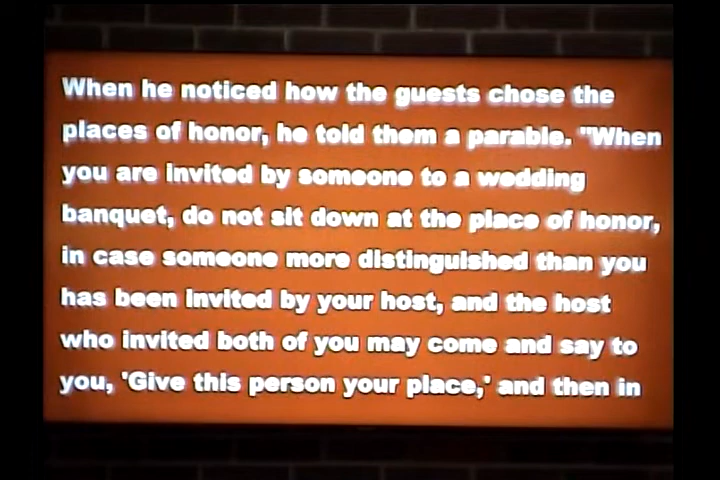 When he noticed how the guests chose the
places of honor, he told them a parable. "When
you are invited by someone to a wedding
banquet, do not sit down at the place of honor,
in case someone more distinguished than you
has been invited by your host, and the host
who invited both of you may come and say to
you, 'Give this person your place,' and then in